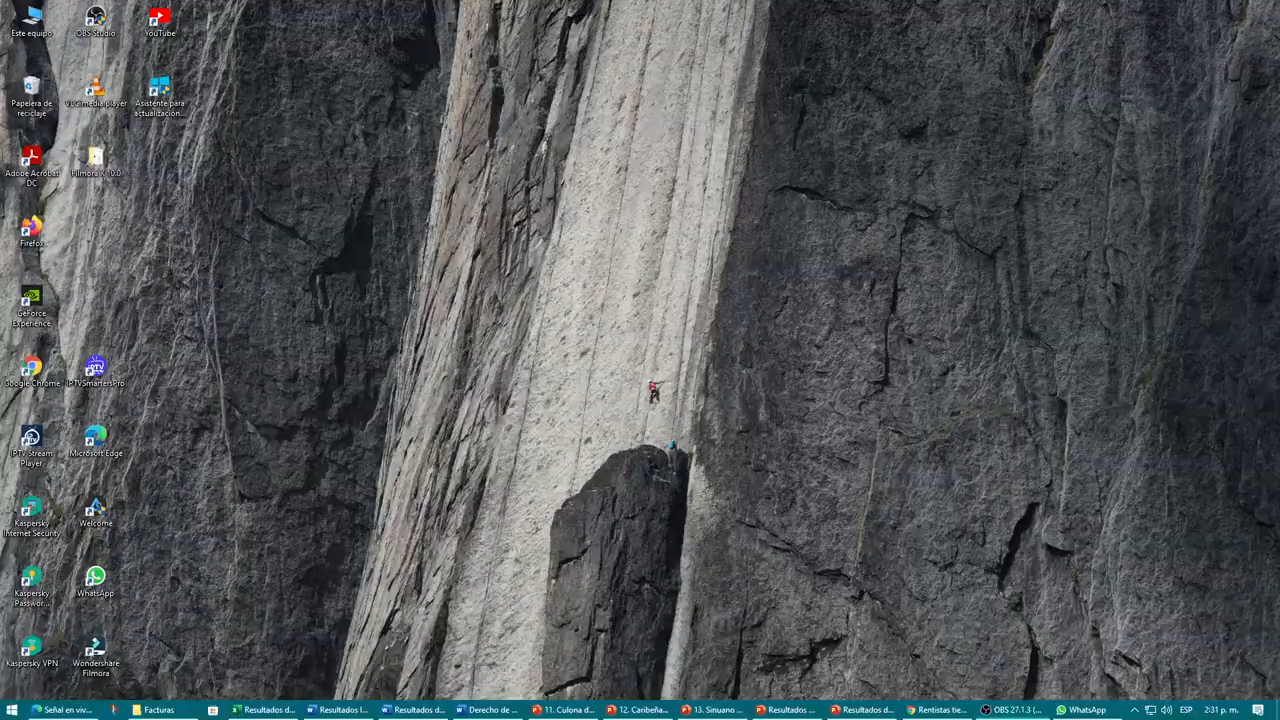 Este equipo
OBS Studio
YouTube
Papelera de
reciclaje
VLC media player
Asistente para
actualización...
Adobe Acrobat
DC
Filmora X 10.0
Firefox
GeForce
Experience
Google Chrome
IPTVSmartersPro
IPTV Stream
Player
Microsoft Edge
Kaspersky
Internet Security
Welcome
Kaspersky
Passwor...
WhatsApp
Kaspersky VPN
Wondershare
Filmora
Señal en viv...
Facturas
Resultados d...
Resultados I...
Resultados d...
Derecho de ...
11. Culona d...
12. Caribeña...
13. Sinuano ...
Resultados ...
Resultados d...
Rentistas tie...
OBS 27.1.3 (...
WhatsApp
ESP
2:31 p. m.